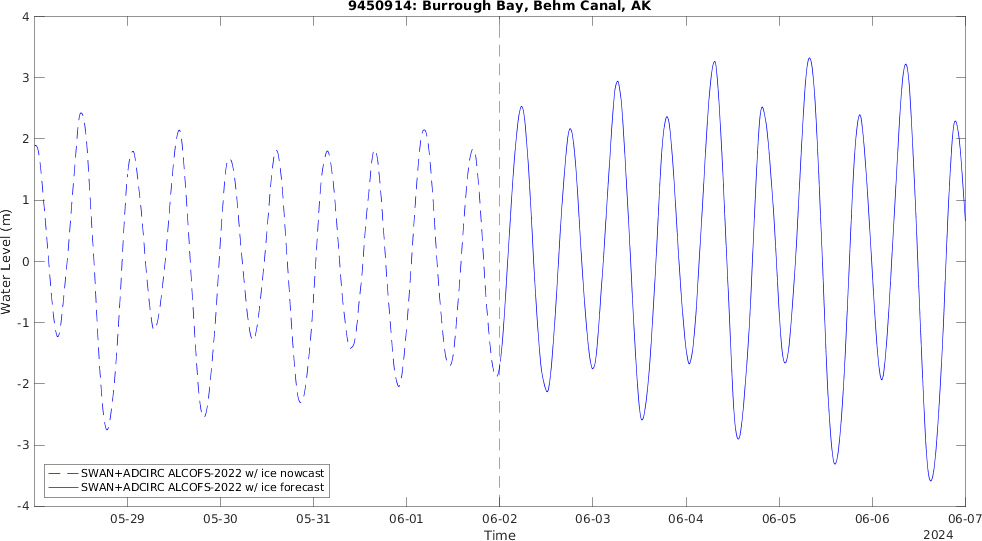 9450914: Burrough Bay, Behm Canal, AK
4
3
2
1
0
-1
-2
-3
-4
Water Level (m)
SWAN+ADCIRC ALCOFS-2022 w/ ice nowcast
SWAN+ADCIRC ALCOFS-2022 w/ ice forecast
05-29 05-30 05-31 06-01 06-02 06-03 06-04 06-05 06-06 06-07
Time
2024